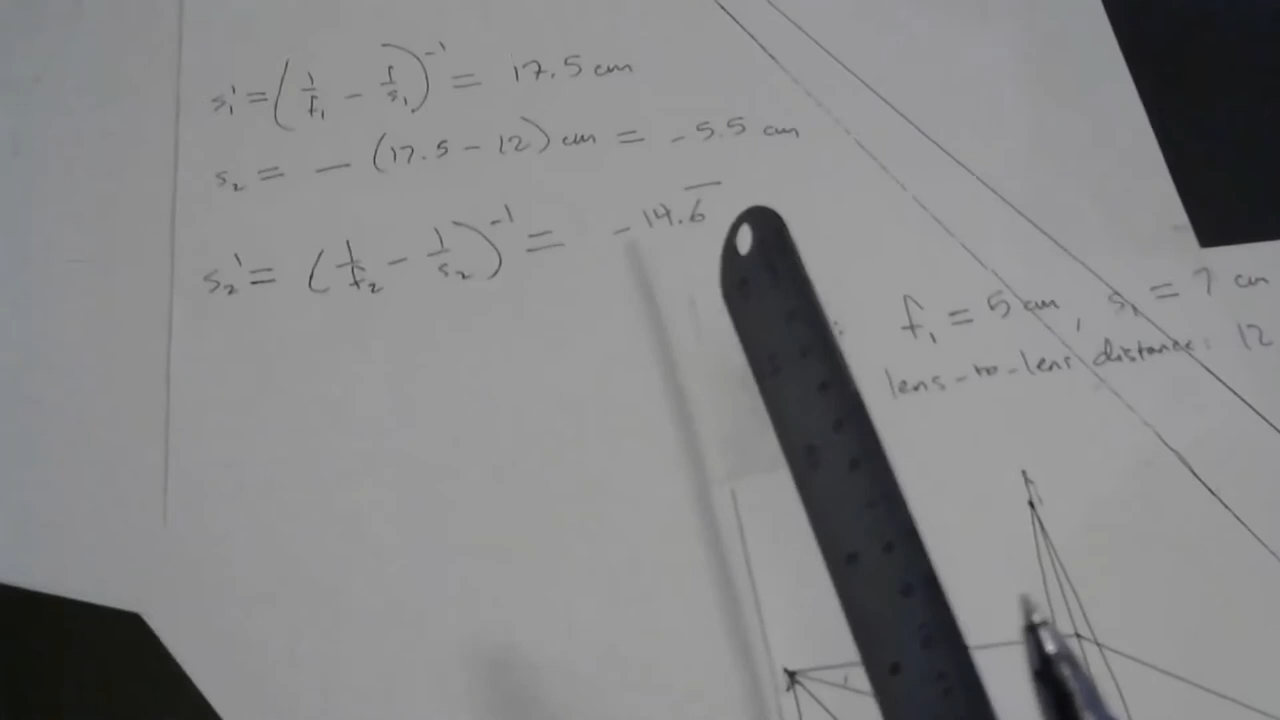 s₁' = (1/f₁ - 1/s₁)⁻¹ = 17.5 cm
s₂ = - (17.5 - 12) cm = -5.5 cm
s₂' = (1/f₂ - 1/s₂)⁻¹ = -14.6̅
f₁ = 5 cm, s₁ = 7 cm
lens-to-lens distance: 12